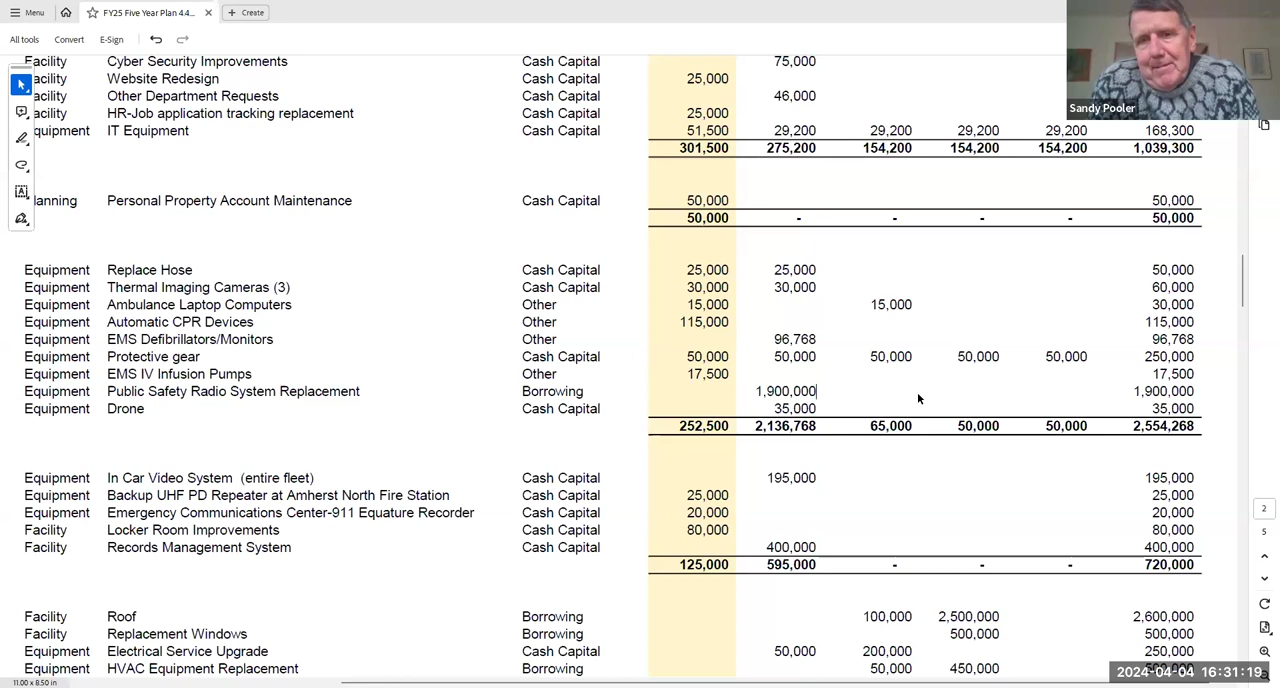 Menu FY25 Five Year Plan 4.4... Create
All tools Convert E-Sign
Sandy Pooler
Facility Cyber Security Improvements Cash Capital 75,000
acility Website Redesign Cash Capital 25,000
acility Other Department Requests Cash Capital 46,000
acility HR-Job application tracking replacement Cash Capital 25,000
quipment IT Equipment Cash Capital 51,500 29,200 29,200 29,200 29,200 168,300
301,500 275,200 154,200 154,200 154,200 1,039,300
lanning Personal Property Account Maintenance Cash Capital 50,000 50,000
50,000 - - - - 50,000
Equipment Replace Hose Cash Capital 25,000 25,000 50,000
Equipment Thermal Imaging Cameras (3) Cash Capital 30,000 30,000 60,000
Equipment Ambulance Laptop Computers Other 15,000 15,000 30,000
Equipment Automatic CPR Devices Other 115,000 115,000
Equipment EMS Defibrillators/Monitors Other 96,768 96,768
Equipment Protective gear Cash Capital 50,000 50,000 50,000 50,000 50,000 250,000
Equipment EMS IV Infusion Pumps Other 17,500 17,500
Equipment Public Safety Radio System Replacement Borrowing 1,900,000 1,900,000
Equipment Drone Cash Capital 35,000 35,000
252,500 2,136,768 65,000 50,000 50,000 2,554,268
Equipment In Car Video System (entire fleet) Cash Capital 195,000 195,000
Equipment Backup UHF PD Repeater at Amherst North Fire Station Cash Capital 25,000 25,000
Equipment Emergency Communications Center-911 Equature Recorder Cash Capital 20,000 20,000
Facility Locker Room Improvements Cash Capital 80,000 80,000
Facility Records Management System Cash Capital 400,000 400,000
125,000 595,000 - - - 720,000
Facility Roof Borrowing 100,000 2,500,000 2,600,000
Facility Replacement Windows Borrowing 500,000 500,000
Equipment Electrical Service Upgrade Cash Capital 50,000 200,000 250,000
Equipment HVAC Equipment Replacement Borrowing 50,000 450,000
2
5
2024-04-04 16:31:19
11.00 x 8.50 in